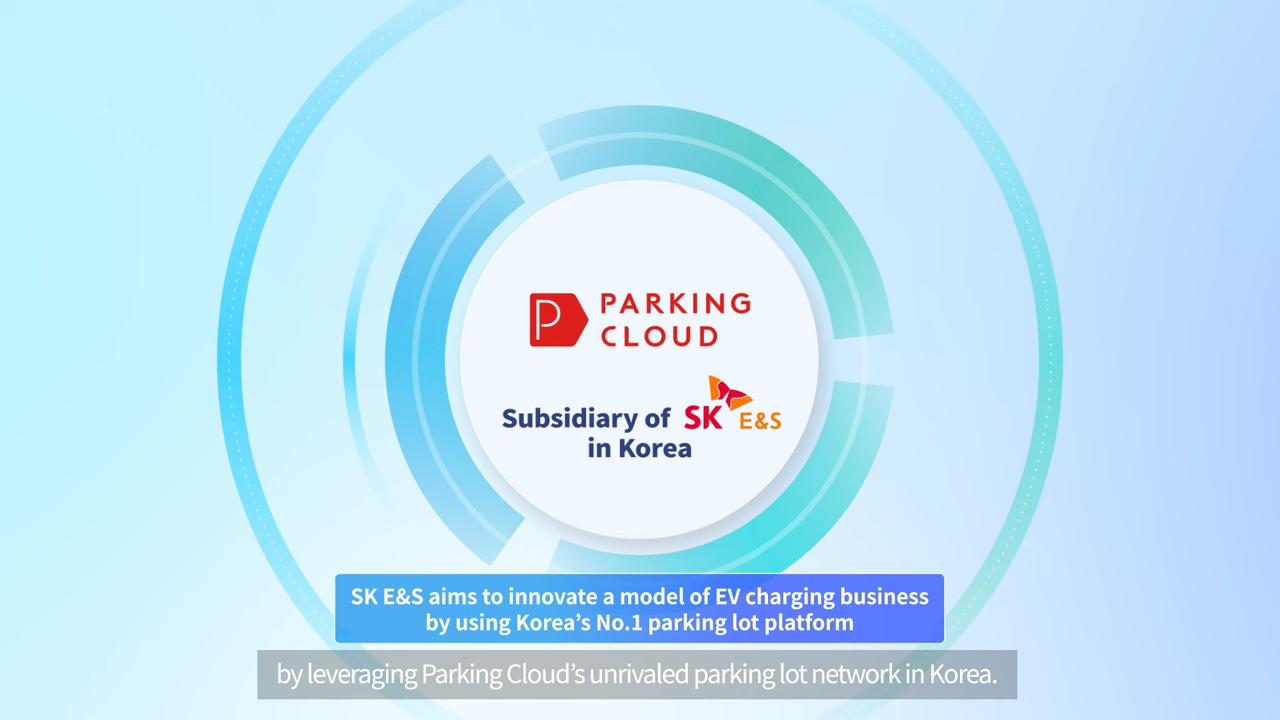 P PARKING
CLOUD
Subsidiary of SK E&S
in Korea
SK E&S aims to innovate a model of EV charging business
by using Korea’s No.1 parking lot platform
by leveraging Parking Cloud’s unrivaled parking lot network in Korea.